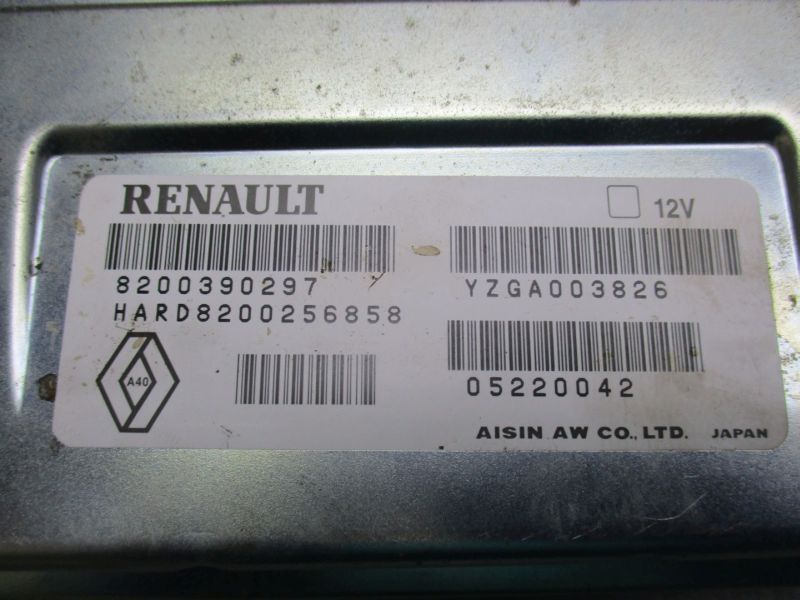 RENAULT
12V
8200390297
YZGA003826
HARD8200256858
A40
05220042
AISIN AW CO., LTD. JAPAN